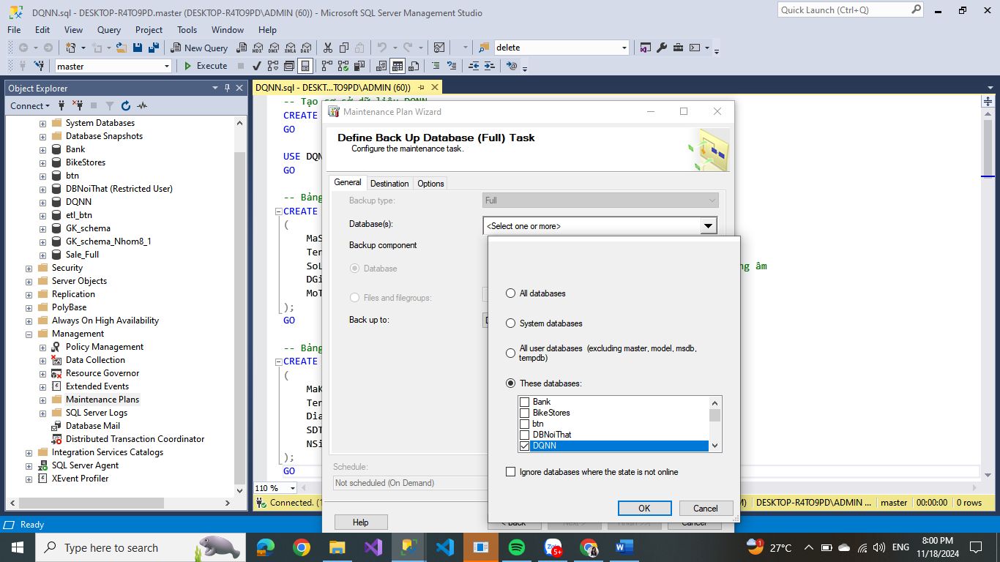 DQNN.sql - DESKTOP-R4TO9PD.master (DESKTOP-R4TO9PD\ADMIN (60)) - Microsoft SQL Server Management Studio
Quick Launch (Ctrl+Q)
File Edit View Query Project Tools Window Help
New Query
MDX DMX XMLA DAX
delete
master
Execute
Object Explorer
Connect
System Databases
Database Snapshots
Bank
BikeStores
btn
DBNoiThat (Restricted User)
DQNN
etl_btn
GK_schema
GK_schema_Nhom8_1
Sale_Full
Security
Server Objects
Replication
PolyBase
Always On High Availability
Management
Policy Management
Data Collection
Resource Governor
Extended Events
Maintenance Plans
SQL Server Logs
Database Mail
Distributed Transaction Coordinator
Integration Services Catalogs
SQL Server Agent
XEvent Profiler
DQNN.sql - DESKT...TO9PD\ADMIN (60))
-- Tạo cơ sở dữ liệu DQNN
CREATE
GO
USE DQN
GO
-- Bảng
CREATE
(
MaS
Ten
SoL
ng âm
DGi
MoT
);
GO
-- Bảng
CREATE
(
MaK
Ten
Dia
SDT
NSi
);
GO
110 %
Connected. (1
DESKTOP-R4TO9PD\ADMIN ...
master
00:00:00
0 rows
Maintenance Plan Wizard
Define Back Up Database (Full) Task
Configure the maintenance task.
General Destination Options
Backup type:
Full
Database(s):
<Select one or more>
Backup component
Database
Files and filegroups:
Back up to:
Schedule:
Not scheduled (On Demand)
Help
< Back
Next >
Finish >>|
Cancel
All databases
System databases
All user databases (excluding master, model, msdb,
tempdb)
These databases:
Bank
BikeStores
btn
DBNoiThat
DQNN
Ignore databases where the state is not online
OK
Cancel
Ready
Type here to search
Zalo
5+
1
27°C
ENG
8:00 PM
11/18/2024